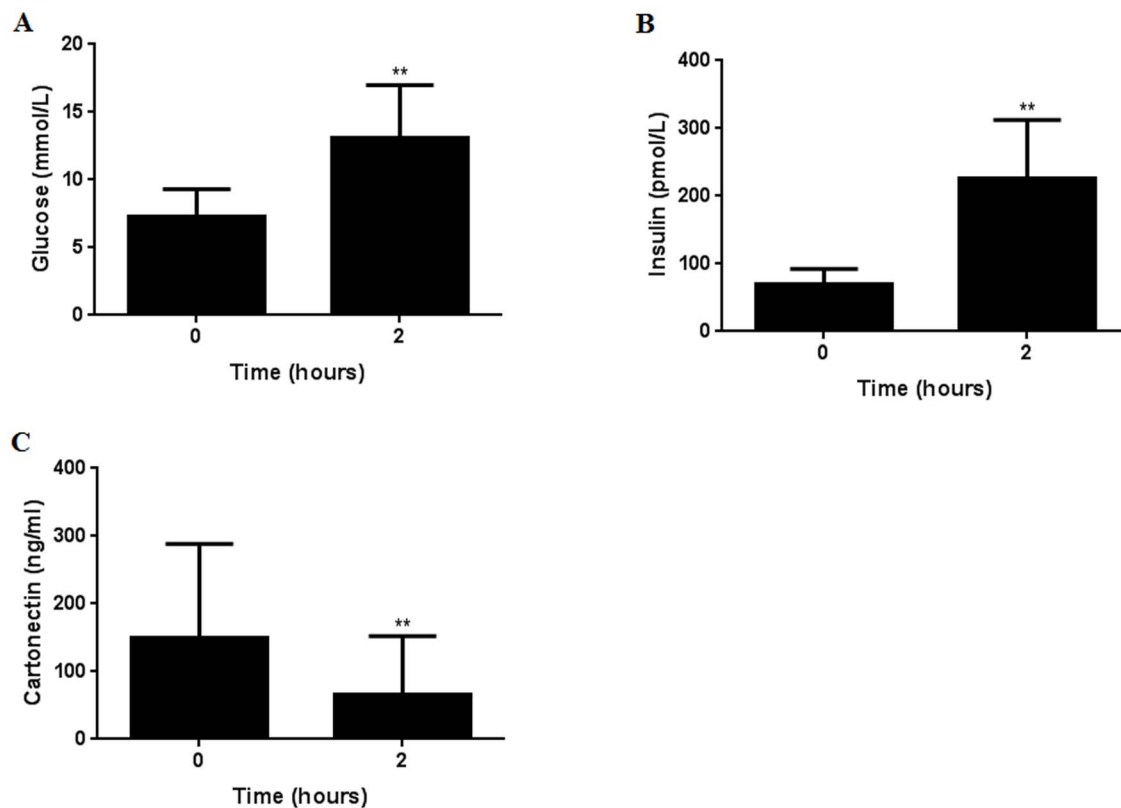 A
Glucose (mmol/L)
20
15
10
5
0
**
0 2
Time (hours)
B
Insulin (pmol/L)
400
300
200
100
0
**
0 2
Time (hours)
C
Cartonectin (ng/ml)
400
300
200
100
0
**
0 2
Time (hours)